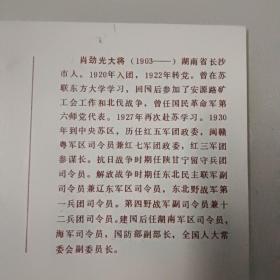 肖劲光大将（1903——）湖南省长沙
市人。1920年入团，1922年转党。曾在苏
联东方大学学习，回国后参加了安源路矿
工会工作和北伐战争，曾任国民革命军第
六师党代表。1927年再次赴苏学习。1930
年到中央苏区，历任红五军团政委，闽赣
粤军区司令员兼红七军团政委，红三军团
参谋长。抗日战争时期任陕甘宁留守兵团
司令员。解放战争时期任东北民主联军副
司令员兼辽东军区司令员，东北野战军第
一兵团司令员。第四野战军副司令员兼十
二兵团司令员。建国后任湖南军区司令员，
海军司令员，国防部副部长，全国人大常
委会副委员长。